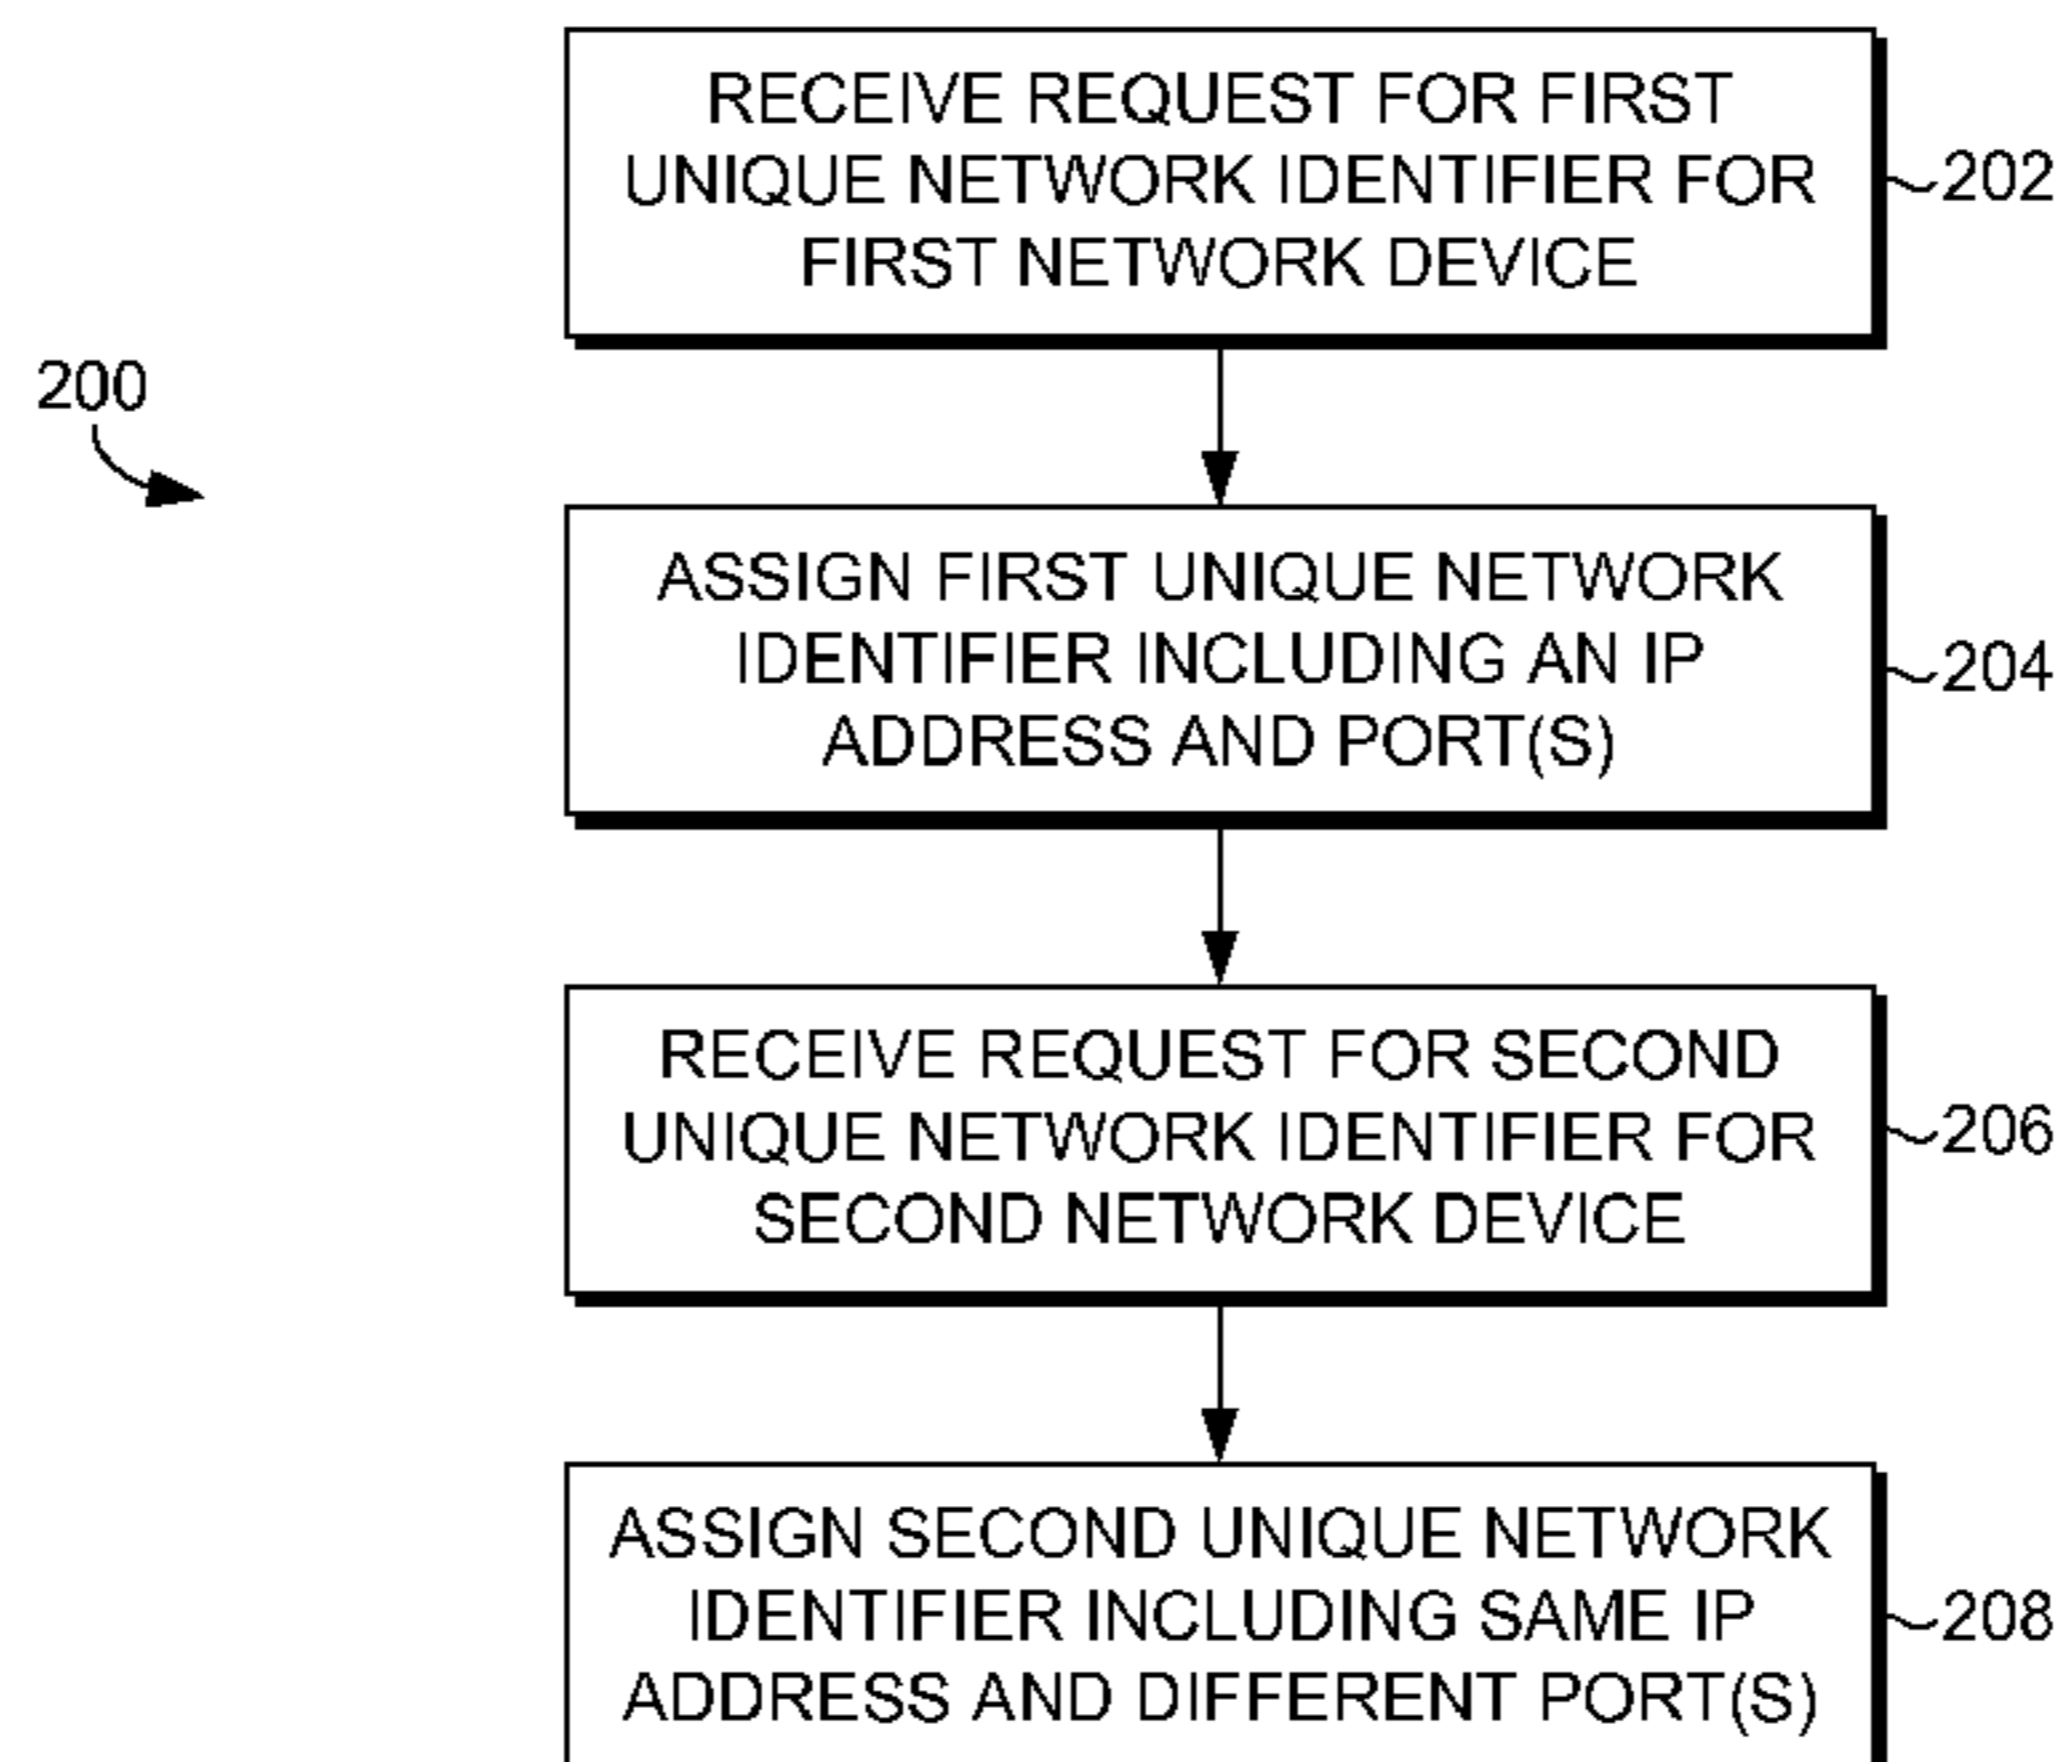 RECEIVE REQUEST FOR FIRST
UNIQUE NETWORK IDENTIFIER FOR
FIRST NETWORK DEVICE
202
200
ASSIGN FIRST UNIQUE NETWORK
IDENTIFIER INCLUDING AN IP
ADDRESS AND PORT(S)
204
RECEIVE REQUEST FOR SECOND
UNIQUE NETWORK IDENTIFIER FOR
SECOND NETWORK DEVICE
206
ASSIGN SECOND UNIQUE NETWORK
IDENTIFIER INCLUDING SAME IP
ADDRESS AND DIFFERENT PORT(S)
208